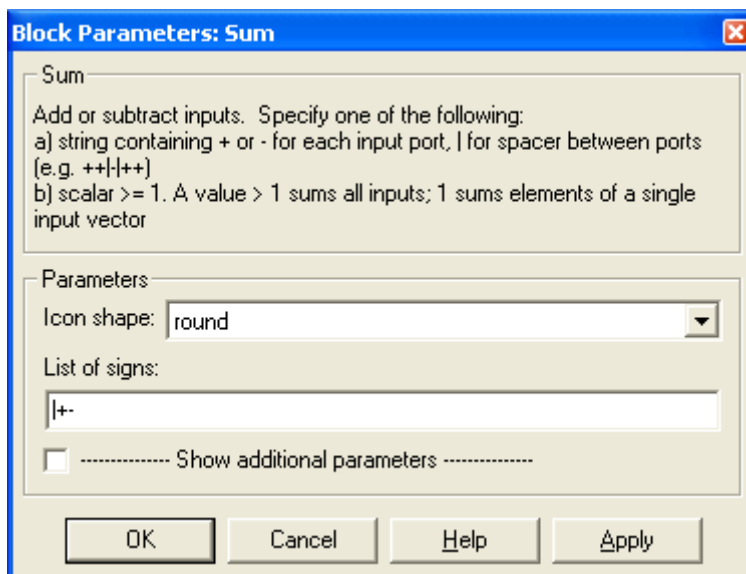 Block Parameters: Sum
Sum
Add or subtract inputs. Specify one of the following:
a) string containing + or - for each input port, | for spacer between ports
(e.g. ++|-|++)
b) scalar >= 1. A value > 1 sums all inputs; 1 sums elements of a single
input vector
Parameters
Icon shape: round
List of signs:
|+-
--------------- Show additional parameters ---------------
OK Cancel Help Apply